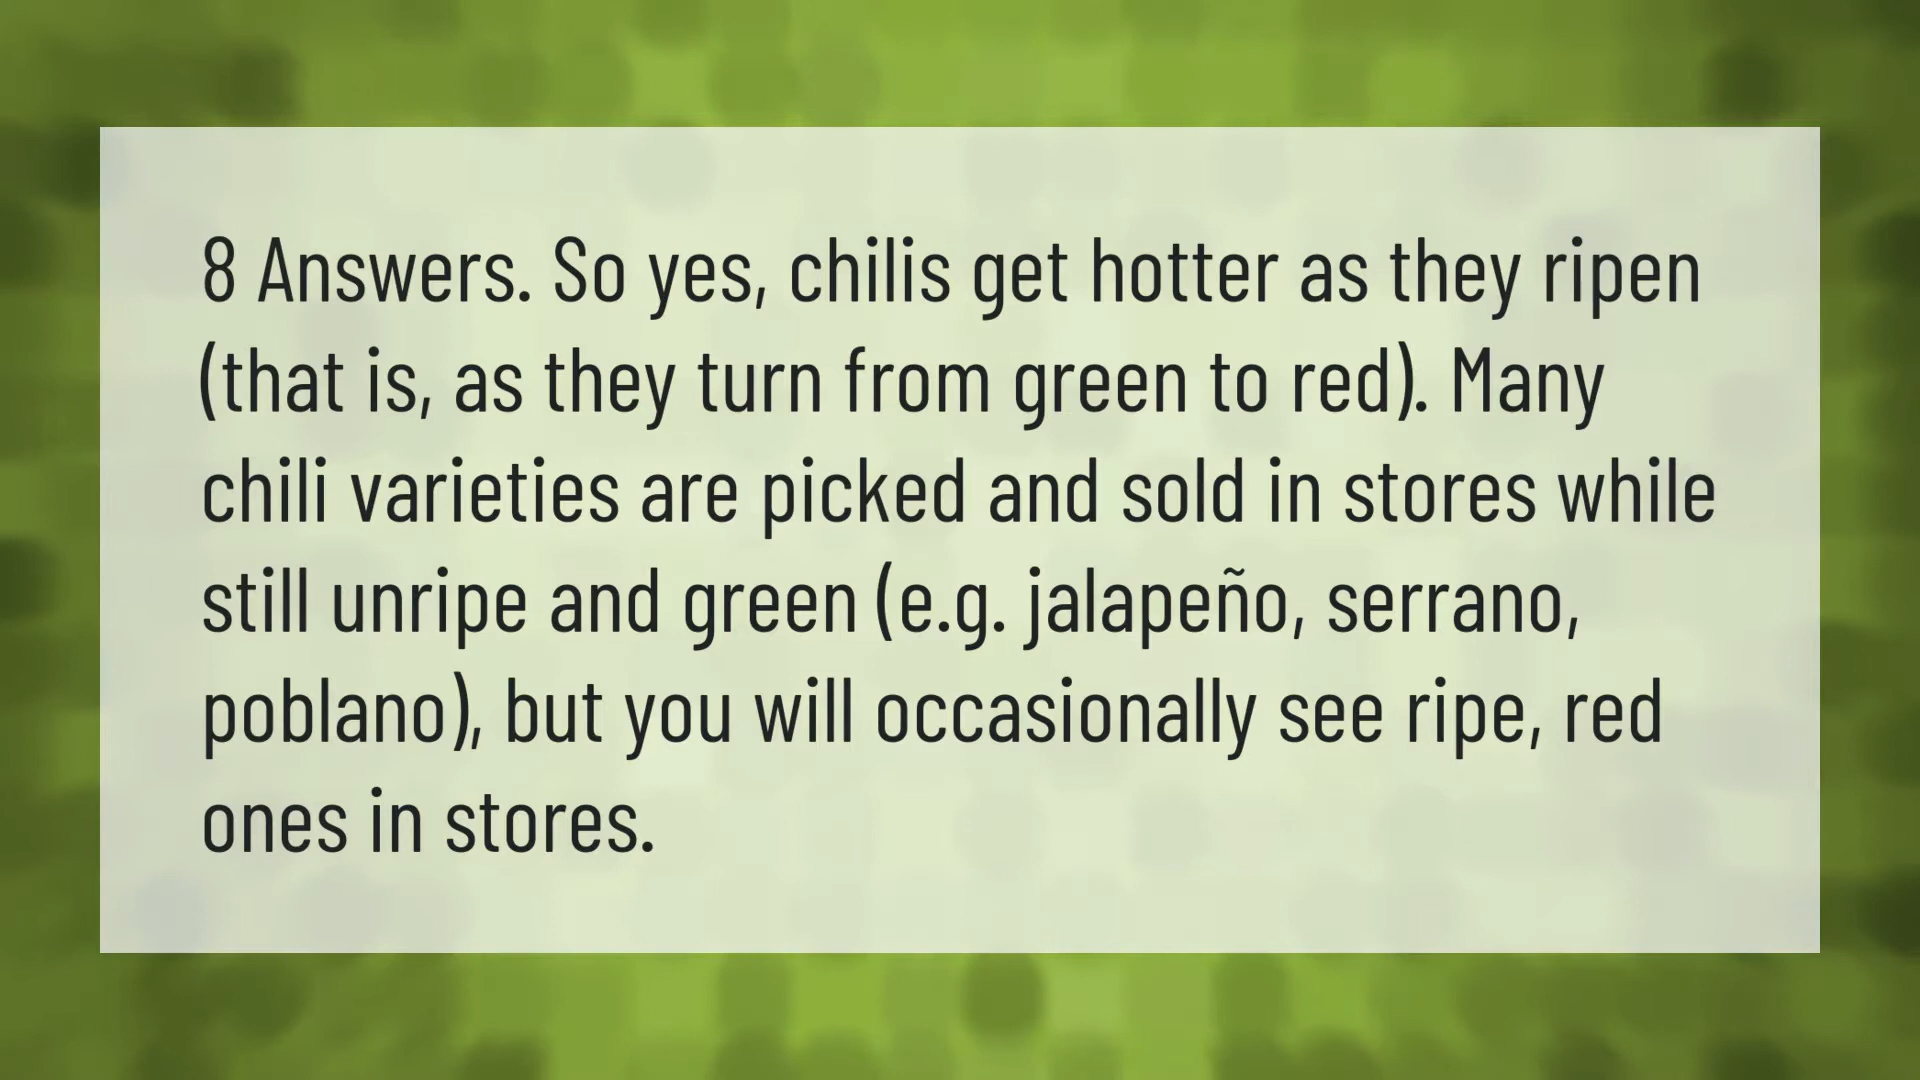 8 Answers. So yes, chilis get hotter as they ripen
(that is, as they turn from green to red). Many
chili varieties are picked and sold in stores while
still unripe and green (e.g. jalapeño, serrano,
poblano), but you will occasionally see ripe, red
ones in stores.